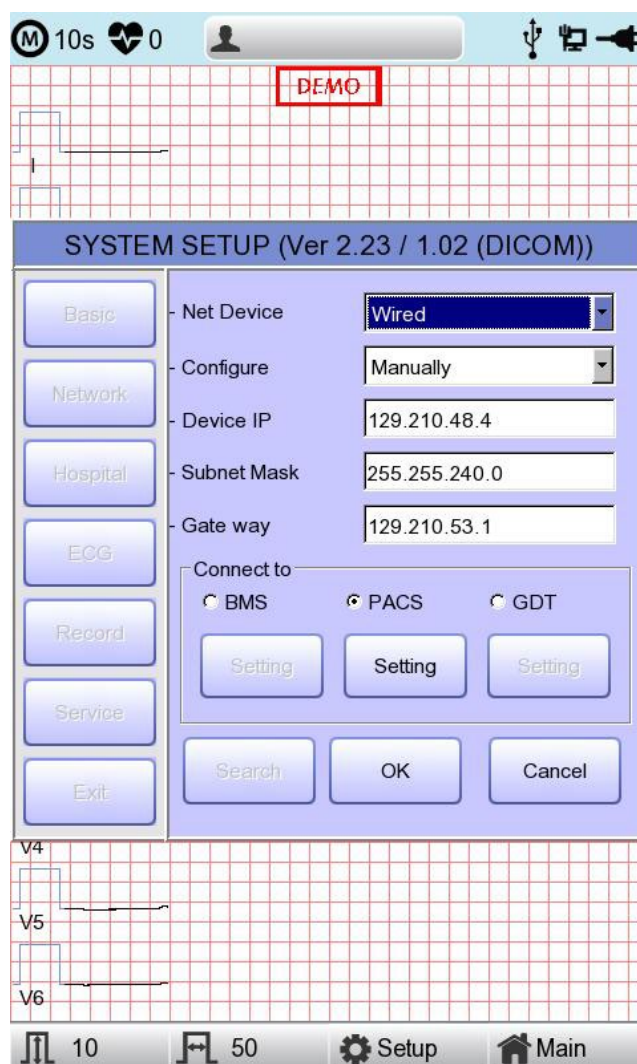 M 10s 0
DEMO
I
SYSTEM SETUP (Ver 2.23 / 1.02 (DICOM))
Basic
Network
Hospital
ECG
Record
Service
Exit
- Net Device Wired
- Configure Manually
- Device IP 129.210.48.4
- Subnet Mask 255.255.240.0
- Gate way 129.210.53.1
Connect to
BMS PACS GDT
Setting Setting Setting
Search OK Cancel
V4
V5
V6
10 50 Setup Main